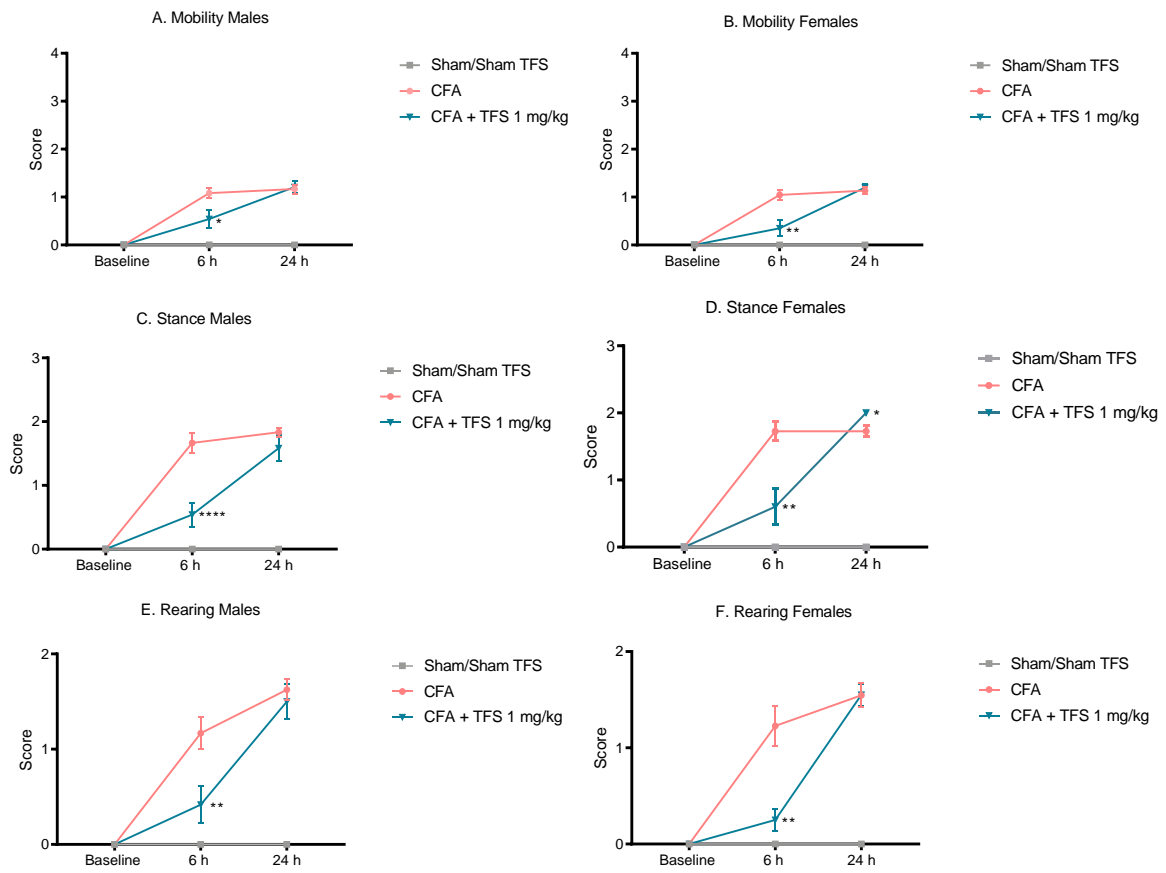 A. Mobility Males
4
3
2
1
0
Score
Baseline 6 h 24 h
*
Sham/Sham TFS
CFA
CFA + TFS 1 mg/kg
B. Mobility Females
4
3
2
1
0
Score
Baseline 6 h 24 h
**
Sham/Sham TFS
CFA
CFA + TFS 1 mg/kg
C. Stance Males
3
2
1
0
Score
Baseline 6 h 24 h
****
Sham/Sham TFS
CFA
CFA + TFS 1 mg/kg
D. Stance Females
3
2
1
0
Score
Baseline 6 h 24 h
**
*
Sham/Sham TFS
CFA
CFA + TFS 1 mg/kg
E. Rearing Males
2
1
0
Score
Baseline 6 h 24 h
**
Sham/Sham TFS
CFA
CFA + TFS 1 mg/kg
F. Rearing Females
2
1
0
Score
Baseline 6 h 24 h
**
Sham/Sham TFS
CFA
CFA + TFS 1 mg/kg